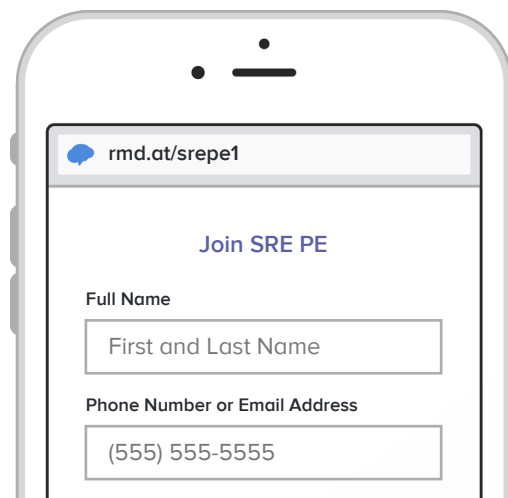 rmd.at/srepe1
Join SRE PE
Full Name
First and Last Name
Phone Number or Email Address
(555) 555-5555